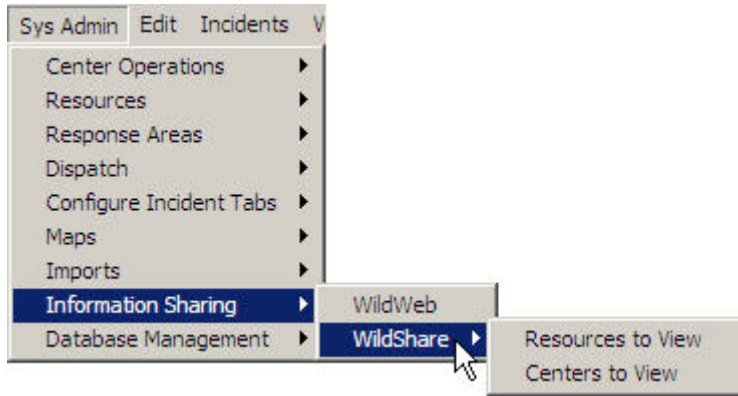 Sys Admin Edit Incidents
Center Operations
Resources
Response Areas
Dispatch
Configure Incident Tabs
Maps
Imports
Information Sharing
WildWeb
Database Management
WildShare
Resources to View
Centers to View